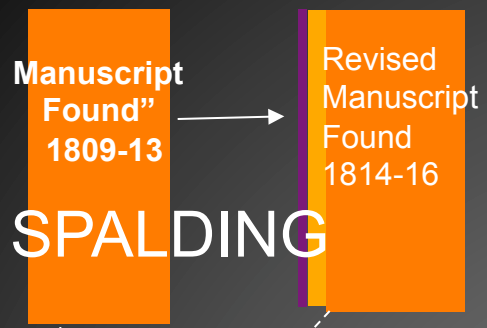 Manuscript
Found”
1809-13
Revised
Manuscript
Found
1814-16
SPALDING